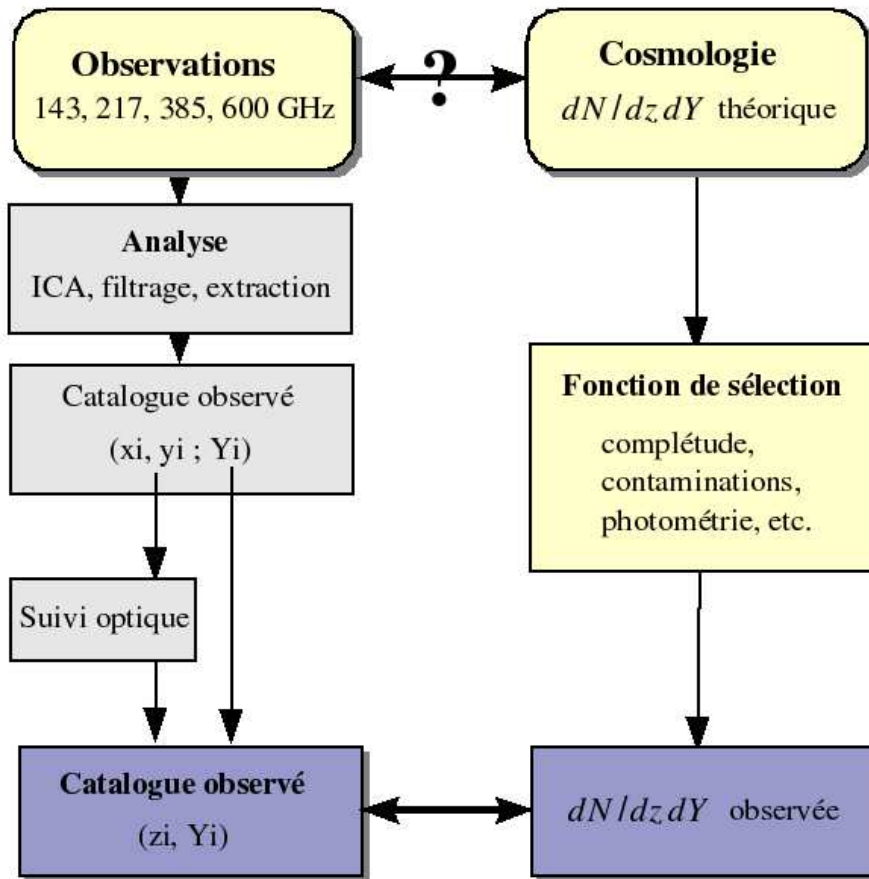 Observations
143, 217, 385, 600 GHz
?
Cosmologie
dN/dz dY théorique
Analyse
ICA, filtrage, extraction
Catalogue observé
(xi, yi ; Yi)
Fonction de sélection
complétude,
contaminations,
photométrie, etc.
Suivi optique
Catalogue observé
(zi, Yi)
dN/dz dY observée